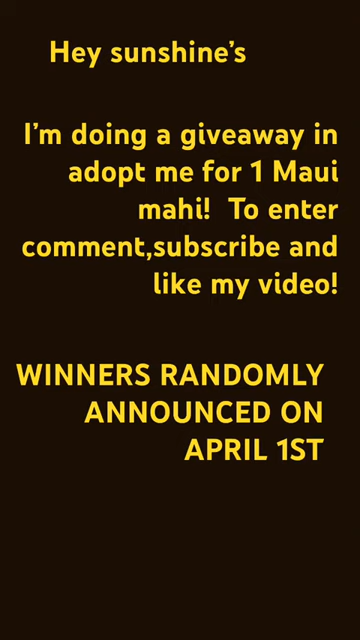 Hey sunshine’s
I’m doing a giveaway in
adopt me for 1 Maui
mahi!  To enter
comment,subscribe and
like my video!
WINNERS RANDOMLY
ANNOUNCED ON
APRIL 1ST